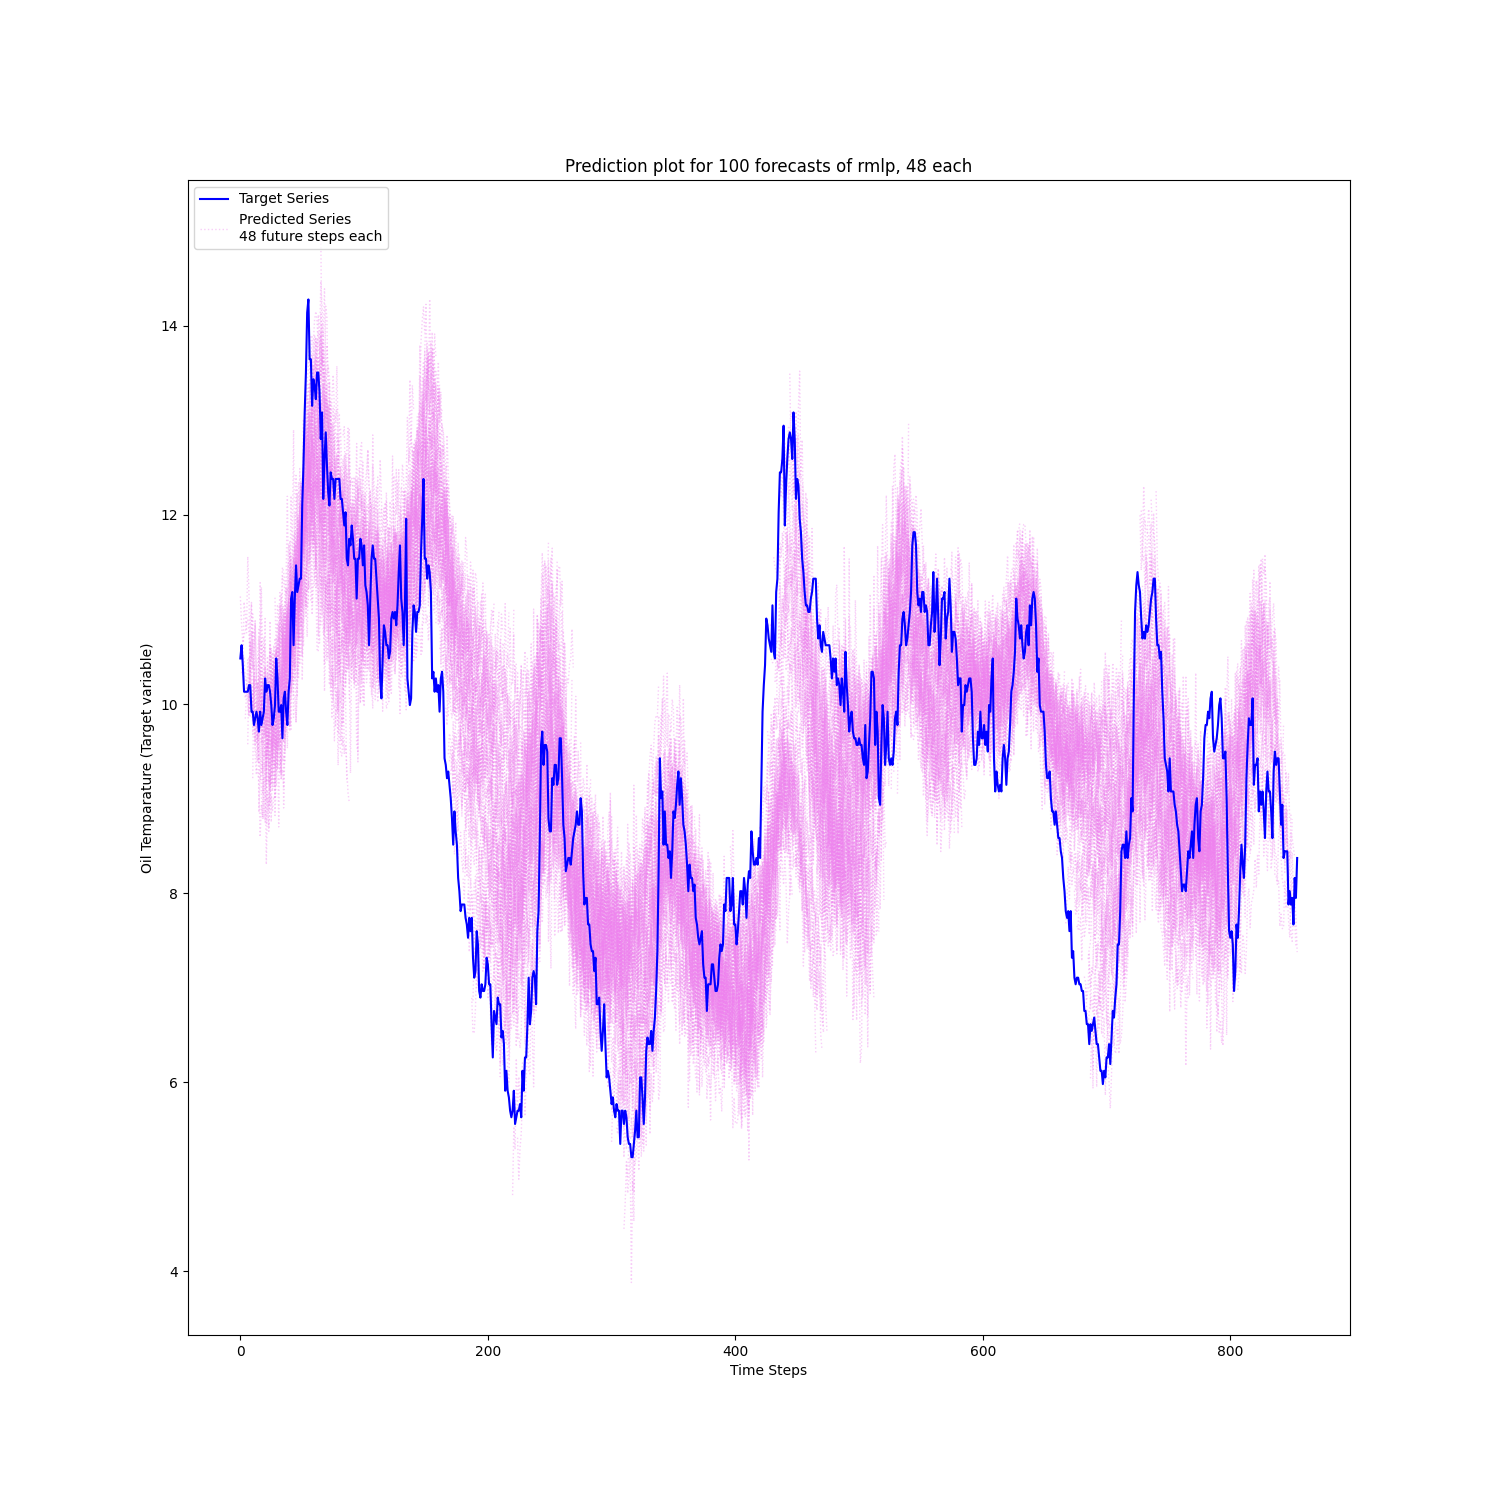 Prediction plot for 100 forecasts of rmlp, 48 each
Target Series
Predicted Series
48 future steps each
14
12
10
8
6
4
Oil Temparature (Target variable)
0
200
400
600
800
Time Steps